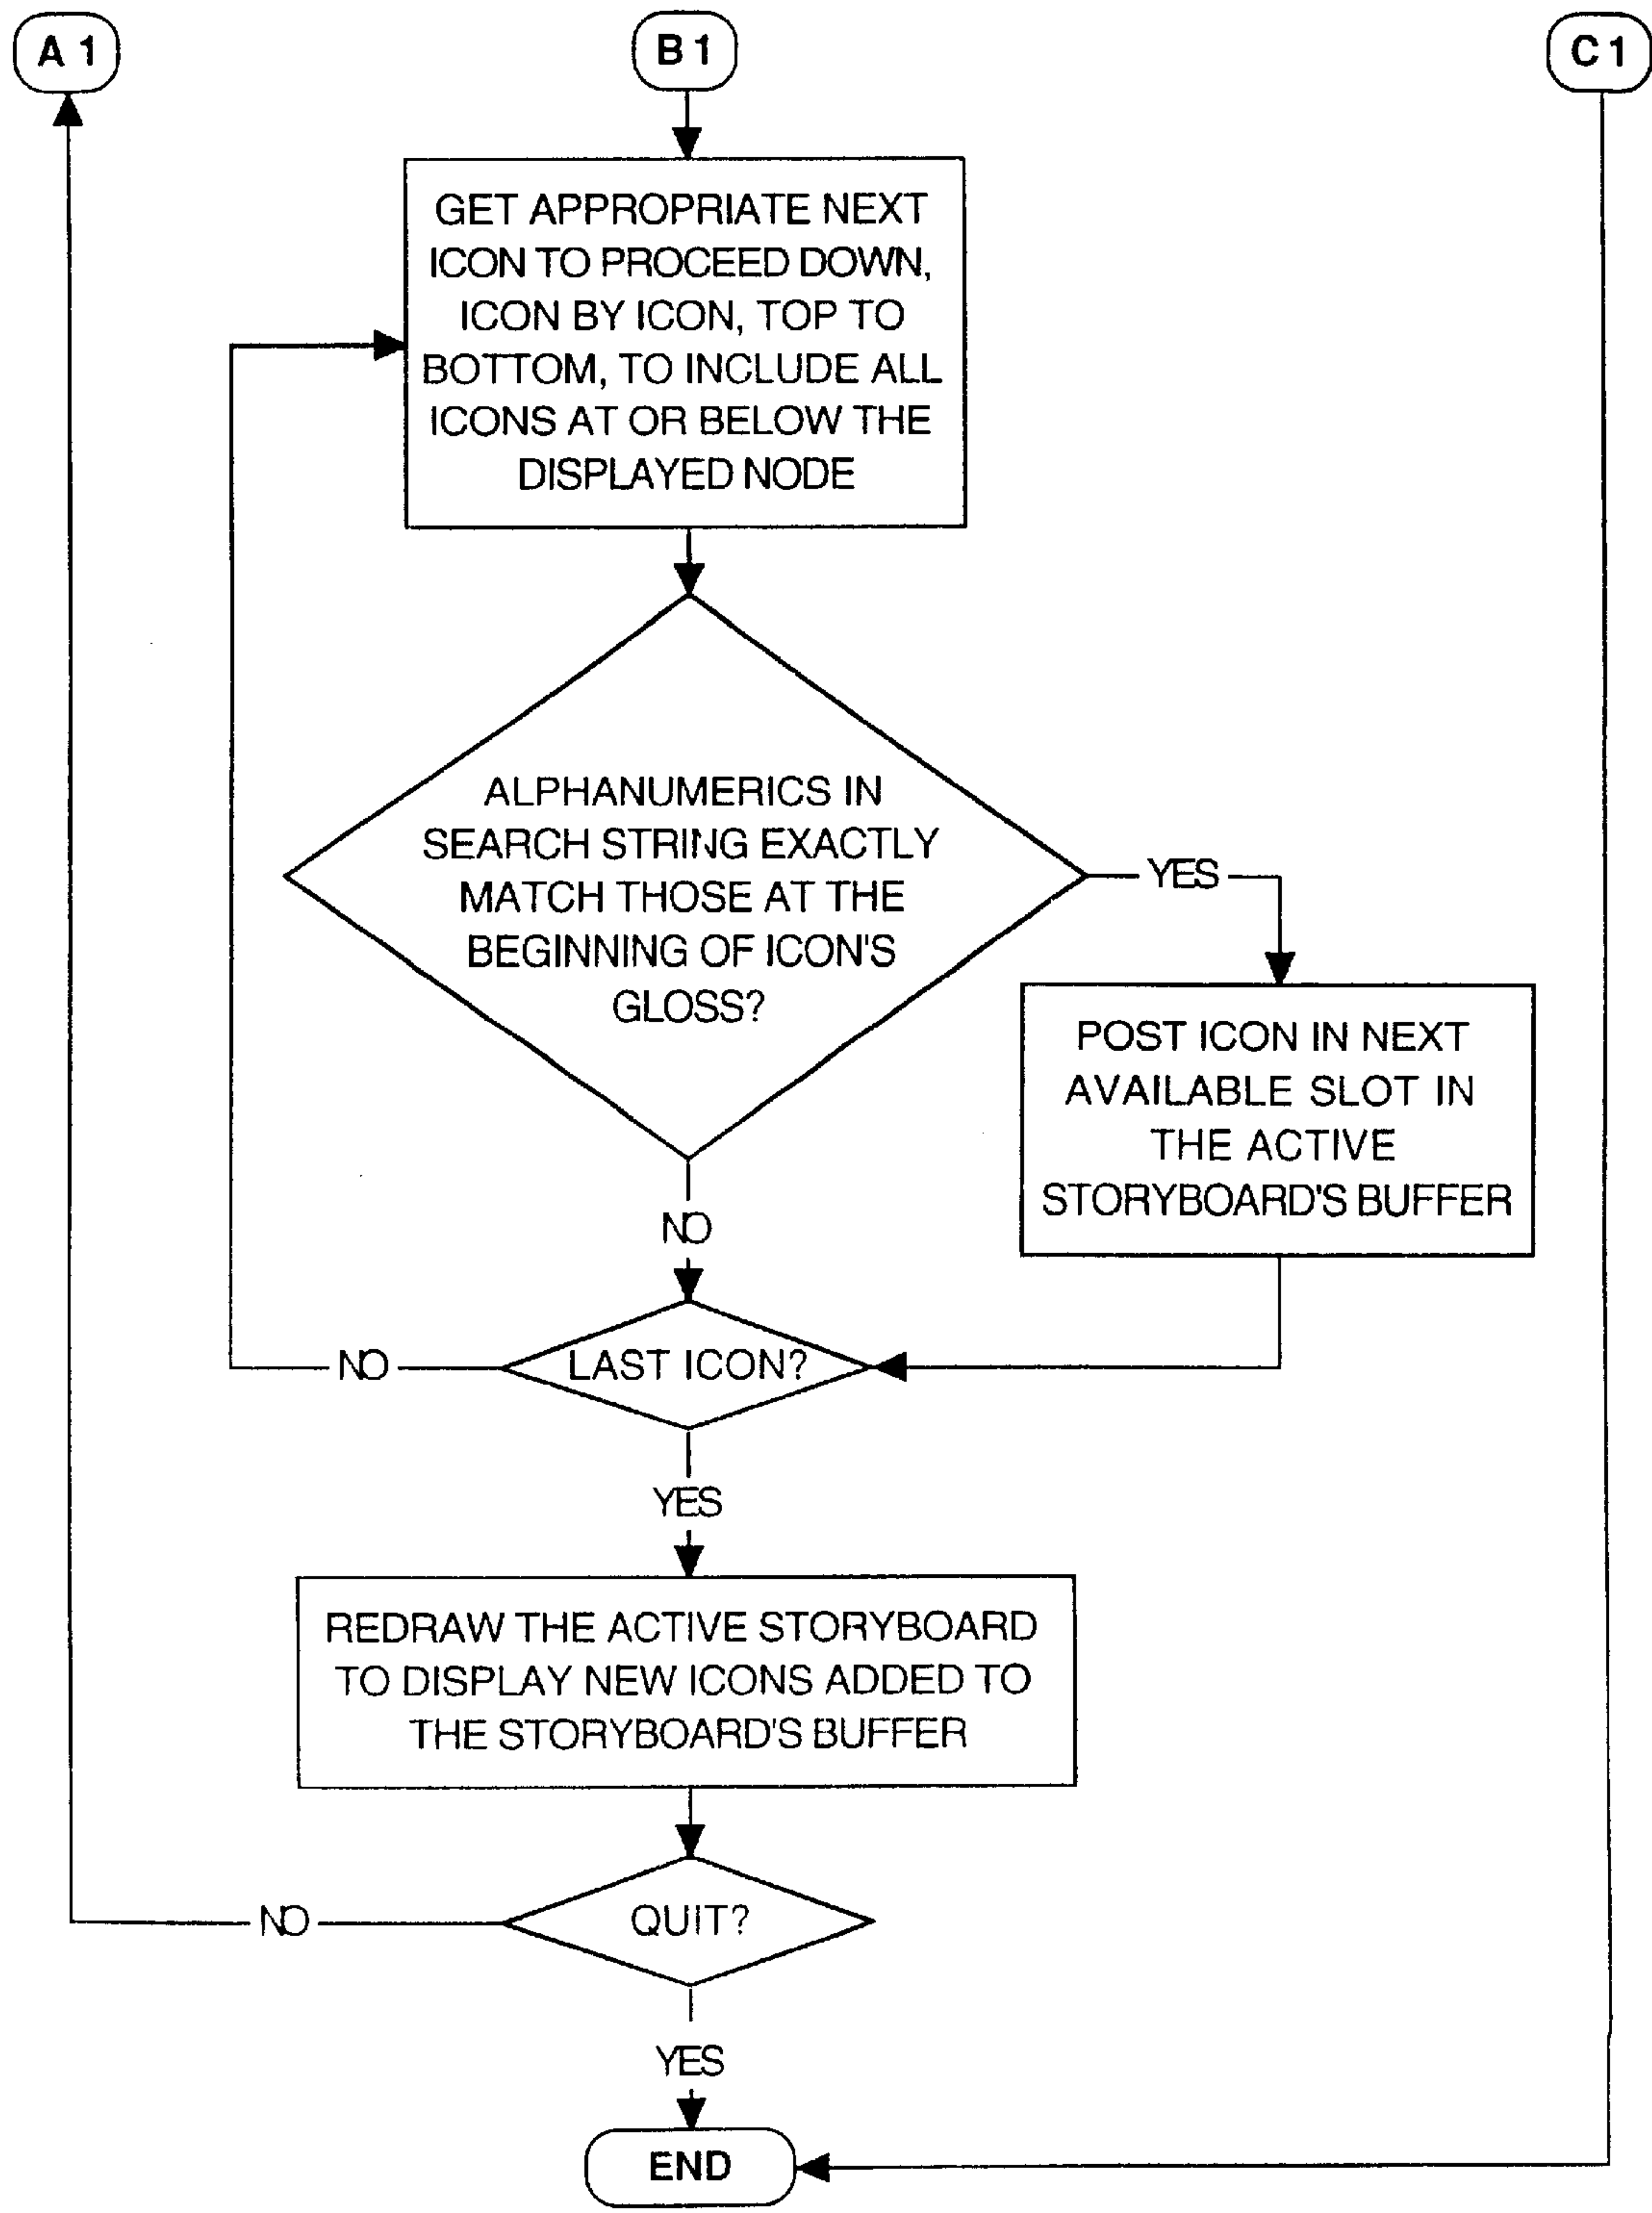 A 1
B 1
C 1
GET APPROPRIATE NEXT
ICON TO PROCEED DOWN,
ICON BY ICON, TOP TO
BOTTOM, TO INCLUDE ALL
ICONS AT OR BELOW THE
DISPLAYED NODE
ALPHANUMERICS IN
SEARCH STRING EXACTLY
MATCH THOSE AT THE
BEGINNING OF ICON'S
GLOSS?
YES
POST ICON IN NEXT
AVAILABLE SLOT IN
THE ACTIVE
STORYBOARD'S BUFFER
NO
LAST ICON?
NO
YES
REDRAW THE ACTIVE STORYBOARD
TO DISPLAY NEW ICONS ADDED TO
THE STORYBOARD'S BUFFER
QUIT?
NO
YES
END